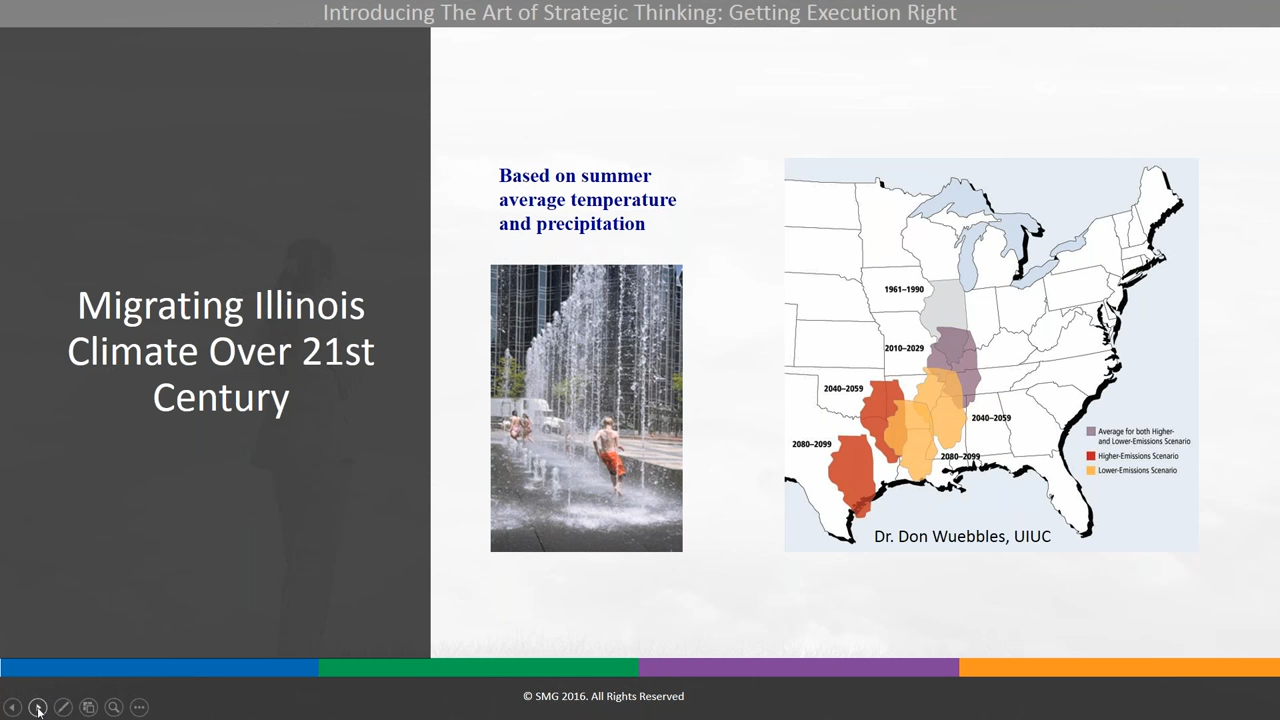 Introducing The Art of Strategic Thinking: Getting Execution Right
Migrating Illinois
Climate Over 21st
Century
Based on summer
average temperature
and precipitation
1961–1990
2010–2029
2040–2059
2040–2059
2080–2099
2080–2099
Average for both Higher-
and Lower-Emissions Scenario
Higher-Emissions Scenario
Lower-Emissions Scenario
Dr. Don Wuebbles, UIUC
© SMG 2016. All Rights Reserved